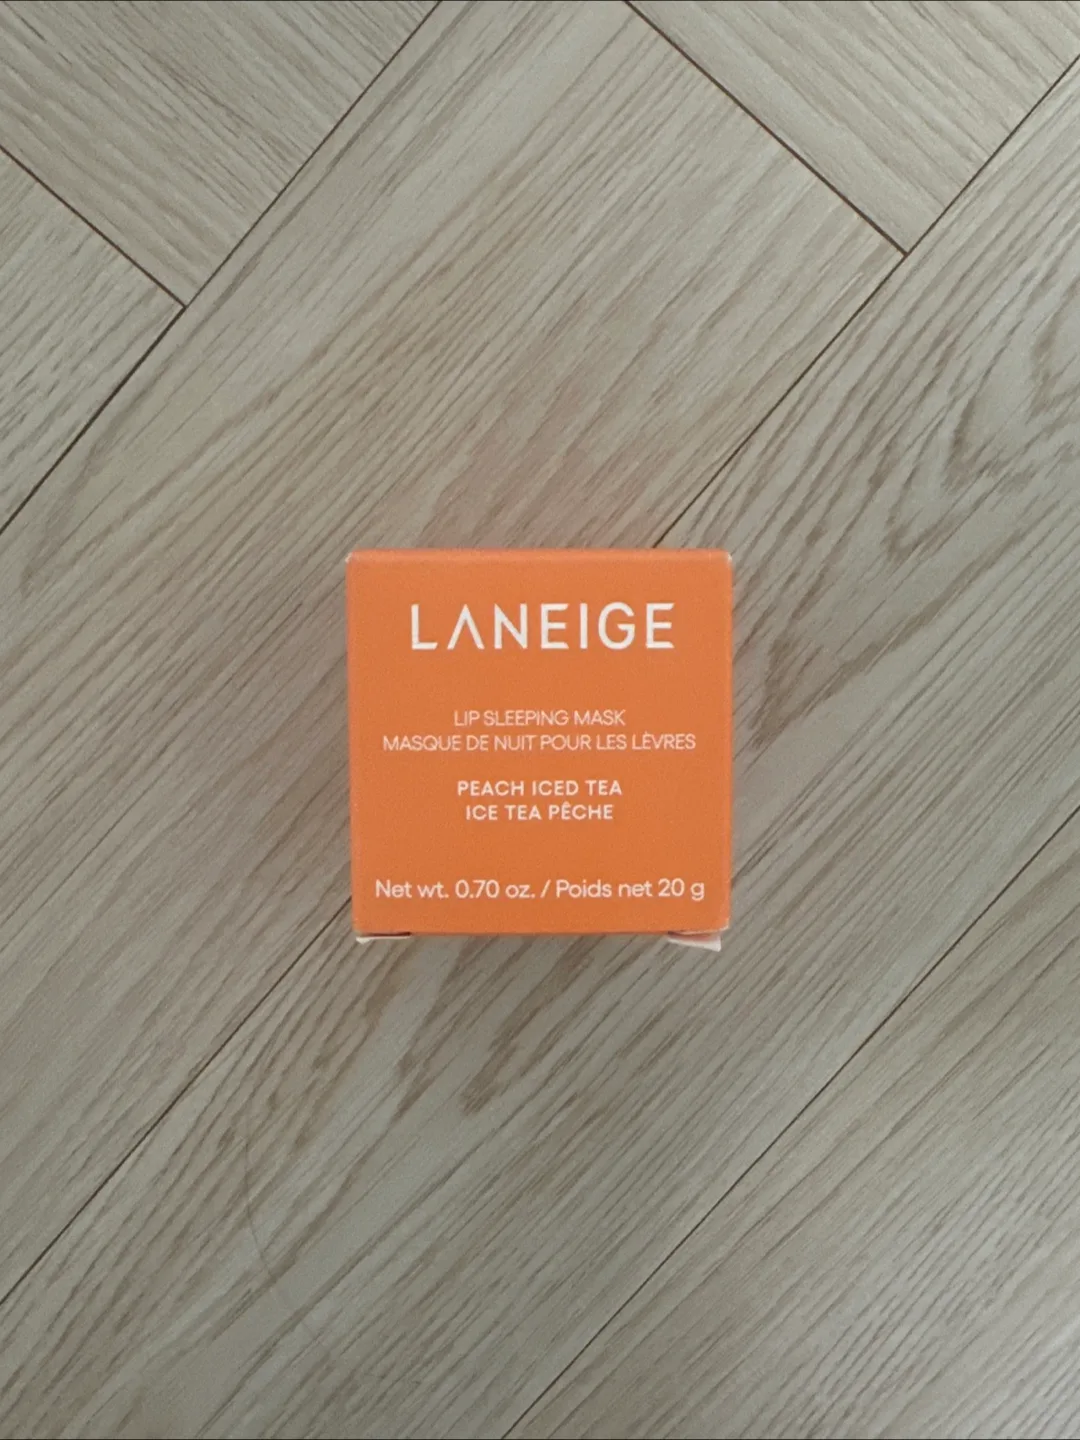 LANEIGE
LIP SLEEPING MASK
MASQUE DE NUIT POUR LES LÈVRES
PEACH ICED TEA
ICE TEA PÊCHE
Net wt. 0.70 oz. / Poids net 20 g